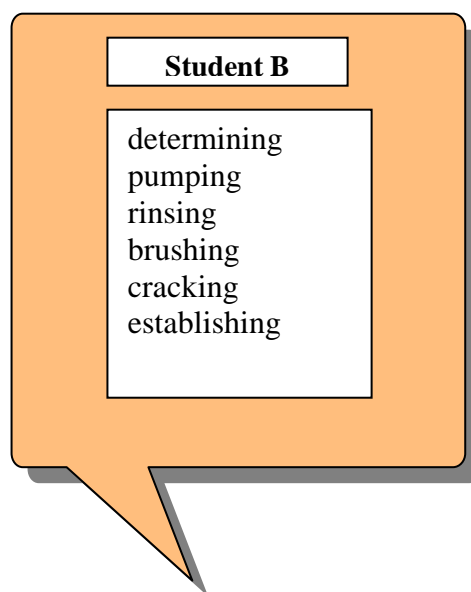 Student B
determining
pumping
rinsing
brushing
cracking
establishing